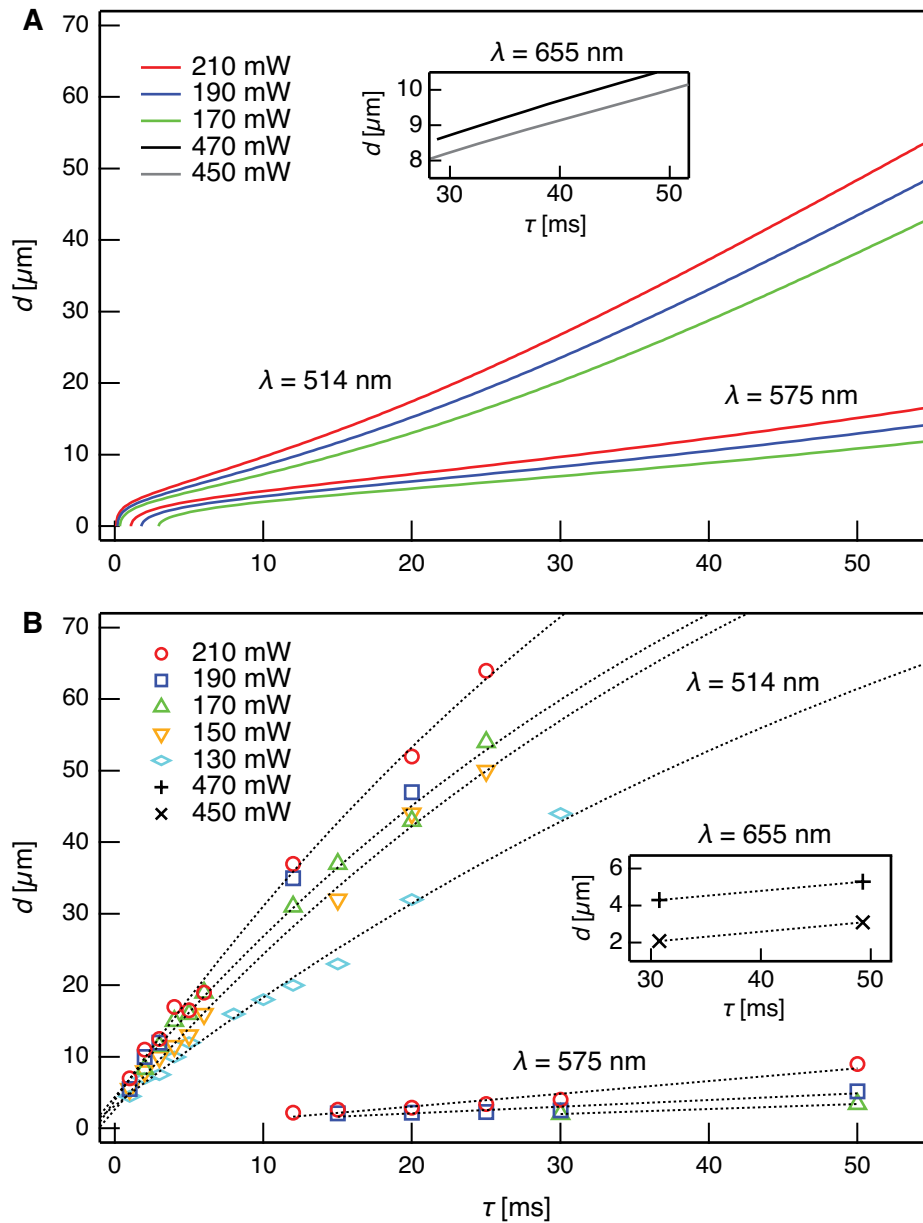 A
70
60
50
40
30
20
10
0
d [µm]
210 mW
190 mW
170 mW
470 mW
450 mW
λ = 655 nm
10
9
8
d [µm]
30 40 50
τ [ms]
λ = 514 nm
λ = 575 nm
0 10 20 30 40 50
B
70
60
50
40
30
20
10
0
d [µm]
210 mW
190 mW
170 mW
150 mW
130 mW
470 mW
450 mW
λ = 514 nm
λ = 655 nm
6
4
2
d [µm]
30 40 50
τ [ms]
λ = 575 nm
0 10 20 30 40 50
τ [ms]